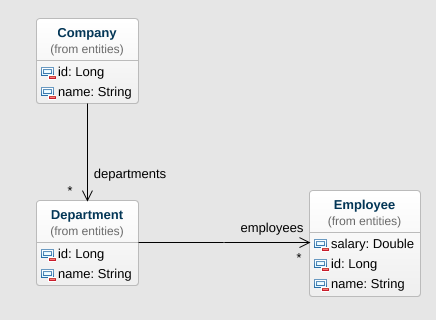 Company
(from entities)
id: Long
name: String
departments
*
Department
(from entities)
id: Long
name: String
employees
*
Employee
(from entities)
salary: Double
id: Long
name: String